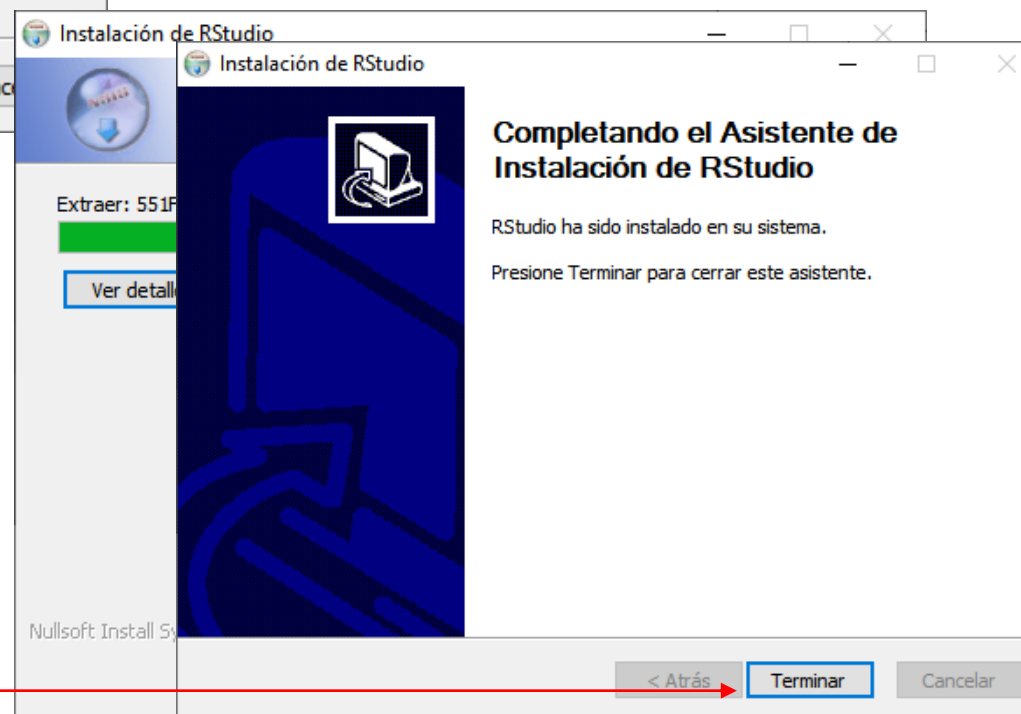 Instalación de RStudio
Instalación de RStudio
Completando el Asistente de
Instalación de RStudio
RStudio ha sido instalado en su sistema.
Presione Terminar para cerrar este asistente.
Extraer: 551F
Ver detall
Nullsoft Install Sy
< Atrás
Terminar
Cancelar